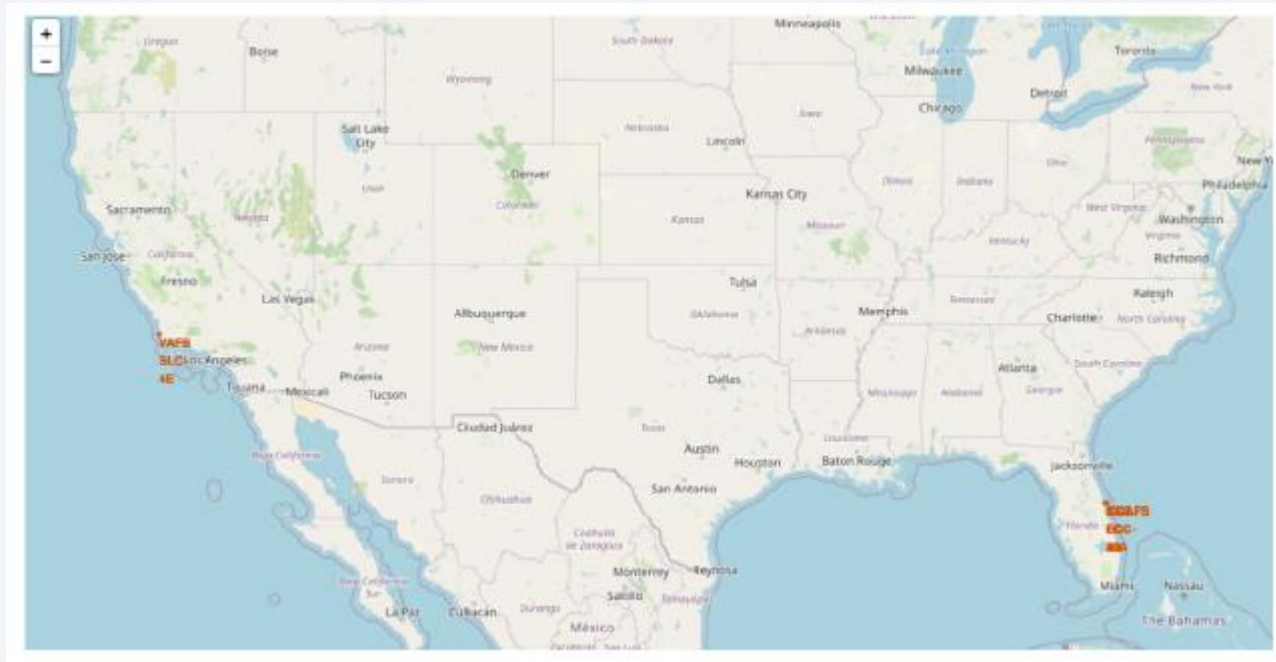 +
−
Minneapolis
Oregon
Boise
South Dakota
Toronto
Wyoming
Milwaukee
Detroit
New York
Chicago
Iowa
Salt Lake
City
Nebraska
Lincoln
Pennsylvania
Ohio
New Y
Denver
Utah
Illinois
Indiana
Philadelphia
Kansas City
Colorado
Sacramento
Nevada
Kansas
Missouri
West Virginia
Washington
Virginia
Kentucky
San Jose
California
Richmond
Fresno
Tulsa
Las Vegas
Raleigh
Tennessee
Albuquerque
Oklahoma
Memphis
Charlotte
North Carolina
Arkansas
VAFB
SLC
4E
Los Angeles
Arizona
New Mexico
South Carolina
Atlanta
Phoenix
Dallas
Tijuana
Mexicali
Tucson
Mississippi
Alabama
Georgia
Ciudad Juárez
Texas
Louisiana
Austin
Houston
Baton Rouge
Baja California
Jacksonville
Sonora
San Antonio
Chihuahua
Florida
Coahuila
de Zaragoza
Monterrey
Reynosa
Baja California
Sur
Miami
Nassau
Saltillo
Tamaulipas
La Paz
Culiacán
Durango
México
The Bahamas